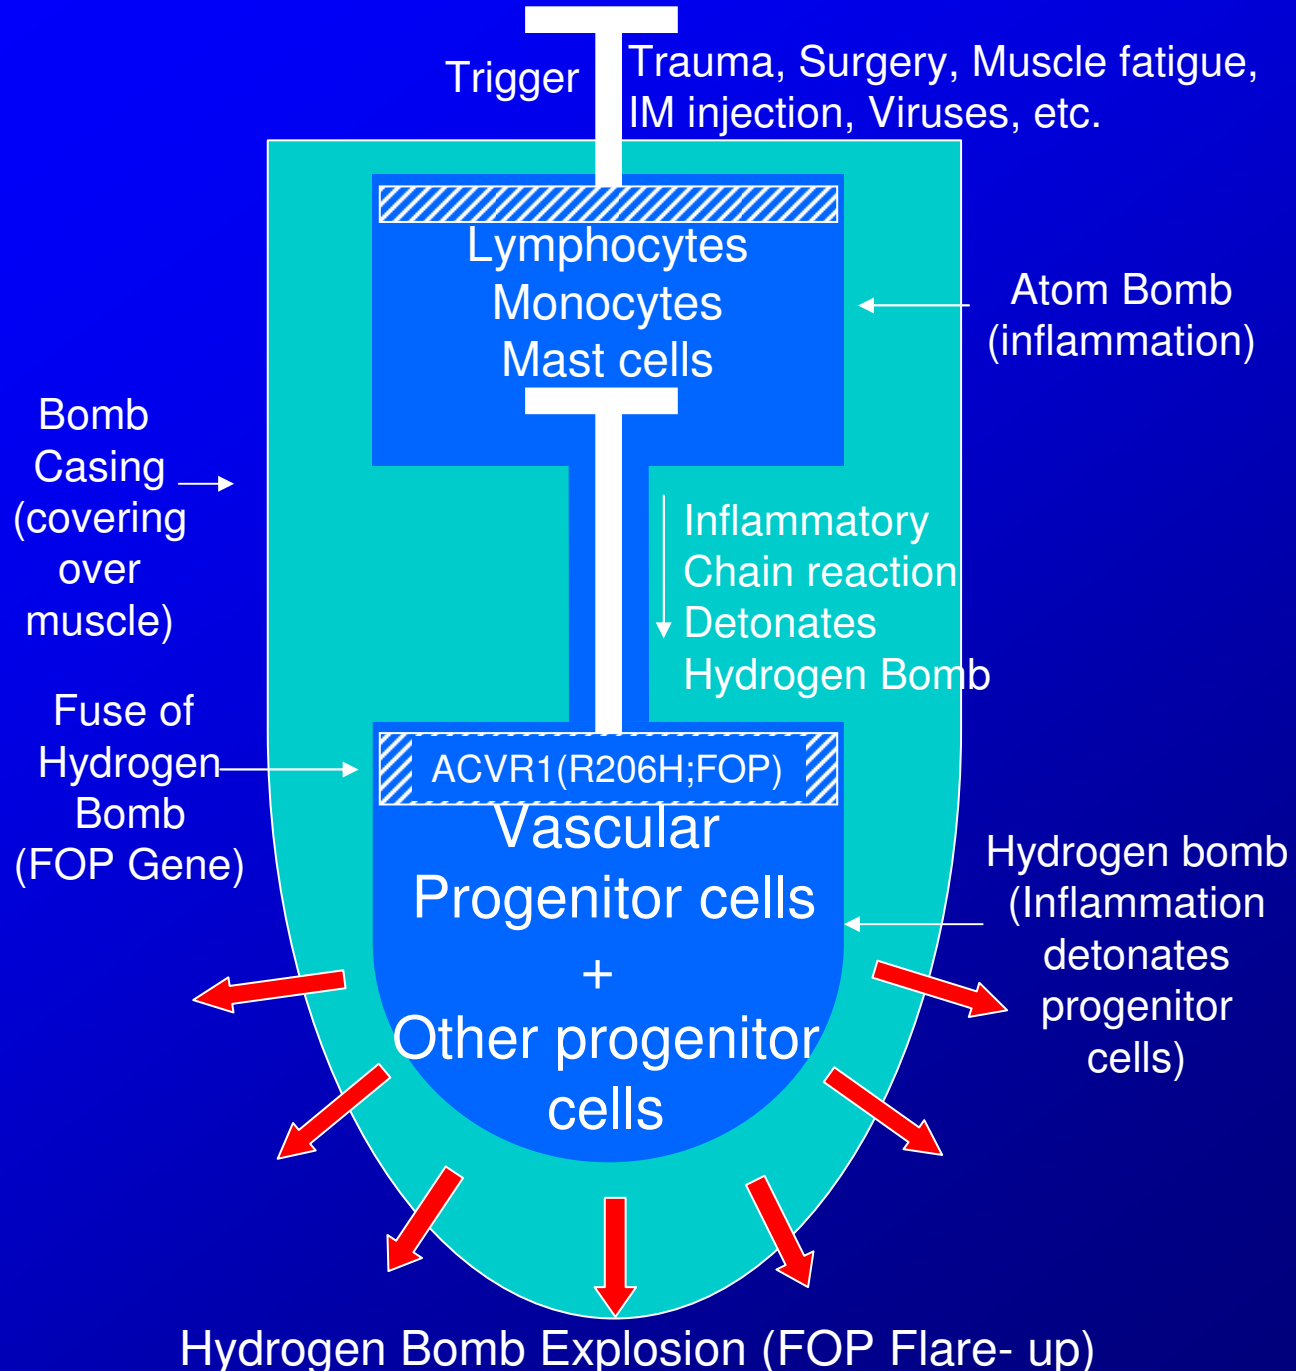 Trigger
Trauma, Surgery, Muscle fatigue,
IM injection, Viruses, etc.
Lymphocytes
Monocytes
Mast cells
Atom Bomb
(inflammation)
Bomb
Casing
(covering
over
muscle)
Inflammatory
Chain reaction
Detonates
Hydrogen Bomb
Fuse of
Hydrogen
Bomb
(FOP Gene)
ACVR1(R206H;FOP)
Vascular
Progenitor cells
+
Other progenitor
cells
Hydrogen bomb
(Inflammation
detonates
progenitor
cells)
Hydrogen Bomb Explosion (FOP Flare- up)